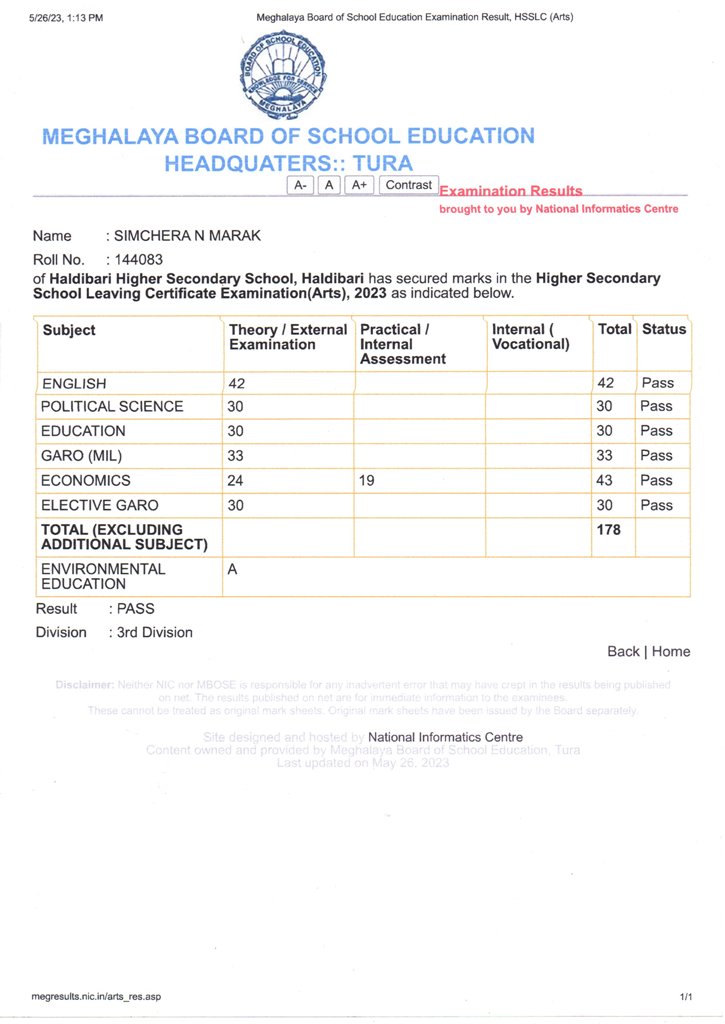 5/26/23, 1:13 PM Meghalaya Board of School Education Examination Result, HSSLC (Arts)
BOARD OF SCHOOL EDUCATION
KNOWLEDGE FOR SERVICE
MEGHALAYA
MEGHALAYA BOARD OF SCHOOL EDUCATION
HEADQUATERS:: TURA
A- A A+ Contrast Examination Results
brought to you by National Informatics Centre
Name : SIMCHERA N MARAK
Roll No. : 144083
of Haldibari Higher Secondary School, Haldibari has secured marks in the Higher Secondary
School Leaving Certificate Examination(Arts), 2023 as indicated below.
Subject Theory / External Practical / Internal ( Total Status
Examination Internal Vocational)
Assessment
ENGLISH 42 42 Pass
POLITICAL SCIENCE 30 30 Pass
EDUCATION 30 30 Pass
GARO (MIL) 33 33 Pass
ECONOMICS 24 19 43 Pass
ELECTIVE GARO 30 30 Pass
TOTAL (EXCLUDING 178
ADDITIONAL SUBJECT)
ENVIRONMENTAL A
EDUCATION
Result : PASS
Division : 3rd Division
Back | Home
Disclaimer: Neither NIC nor MBOSE is responsible for any inadvertent error that may have crept in the results being published
on net. The results published on net are for immediate information to the examinees.
These cannot be treated as original mark sheets. Original mark sheets have been issued by the Board separately.
Site designed and hosted by National Informatics Centre
Content owned and provided by Meghalaya Board of School Education, Tura
Last updated on May 26, 2023
megresults.nic.in/arts_res.asp 1/1